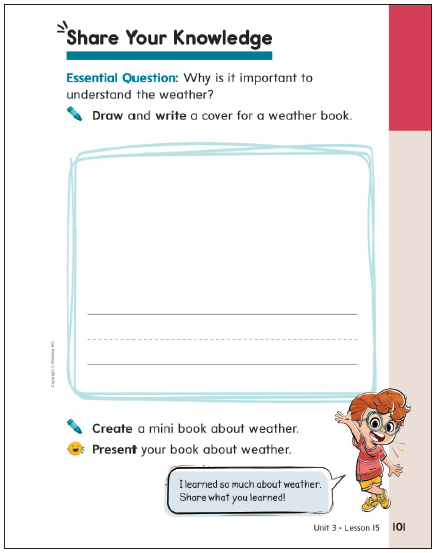 Share Your Knowledge
Essential Question: Why is it important to
understand the weather?
Draw and write a cover for a weather book.
Copyright © McGraw Hill
Create a mini book about weather.
Present your book about weather.
I learned so much about weather.
Share what you learned!
Unit 3 • Lesson 15 101